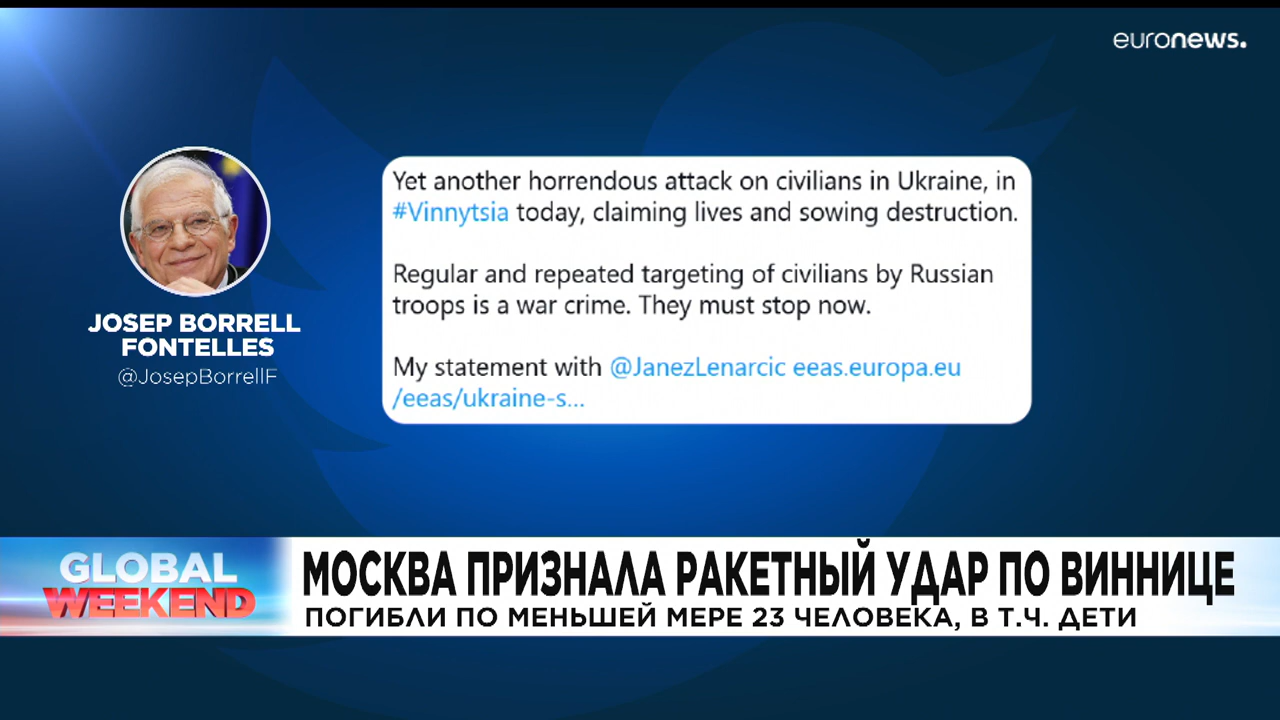 euronews.
Yet another horrendous attack on civilians in Ukraine, in
#Vinnytsia today, claiming lives and sowing destruction.
Regular and repeated targeting of civilians by Russian
troops is a war crime. They must stop now.
My statement with @JanezLenarcic eeas.europa.eu
/eeas/ukraine-s...
JOSEP BORRELL
FONTELLES
@JosepBorrellF
GLOBAL
WEEKEND
МОСКВА ПРИЗНАЛА РАКЕТНЫЙ УДАР ПО ВИННИЦЕ
ПОГИБЛИ ПО МЕНЬШЕЙ МЕРЕ 23 ЧЕЛОВЕКА, В Т.Ч. ДЕТИ